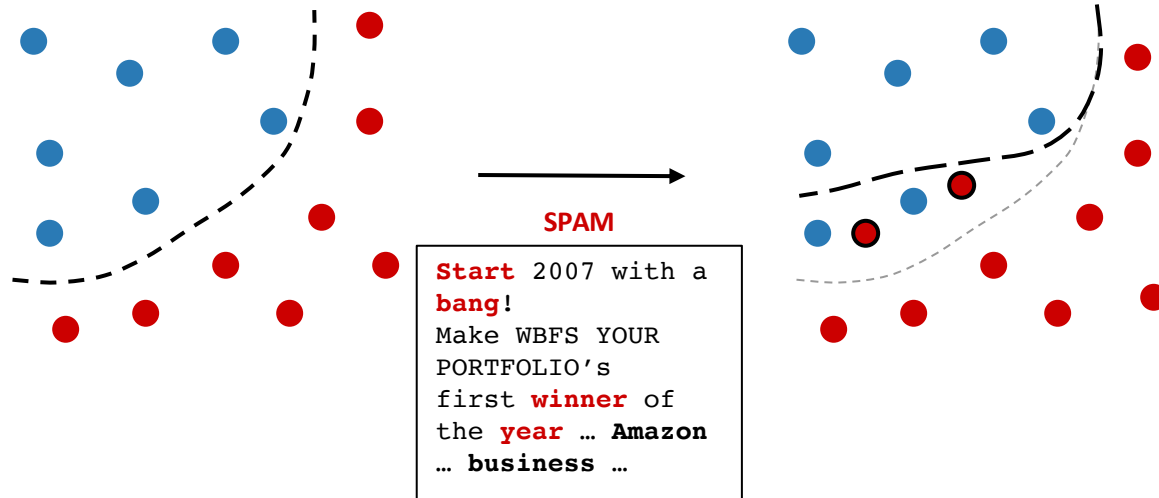 SPAM
Start 2007 with a
bang!
Make WBFS YOUR
PORTFOLIO’s
first winner of
the year … Amazon
… business …